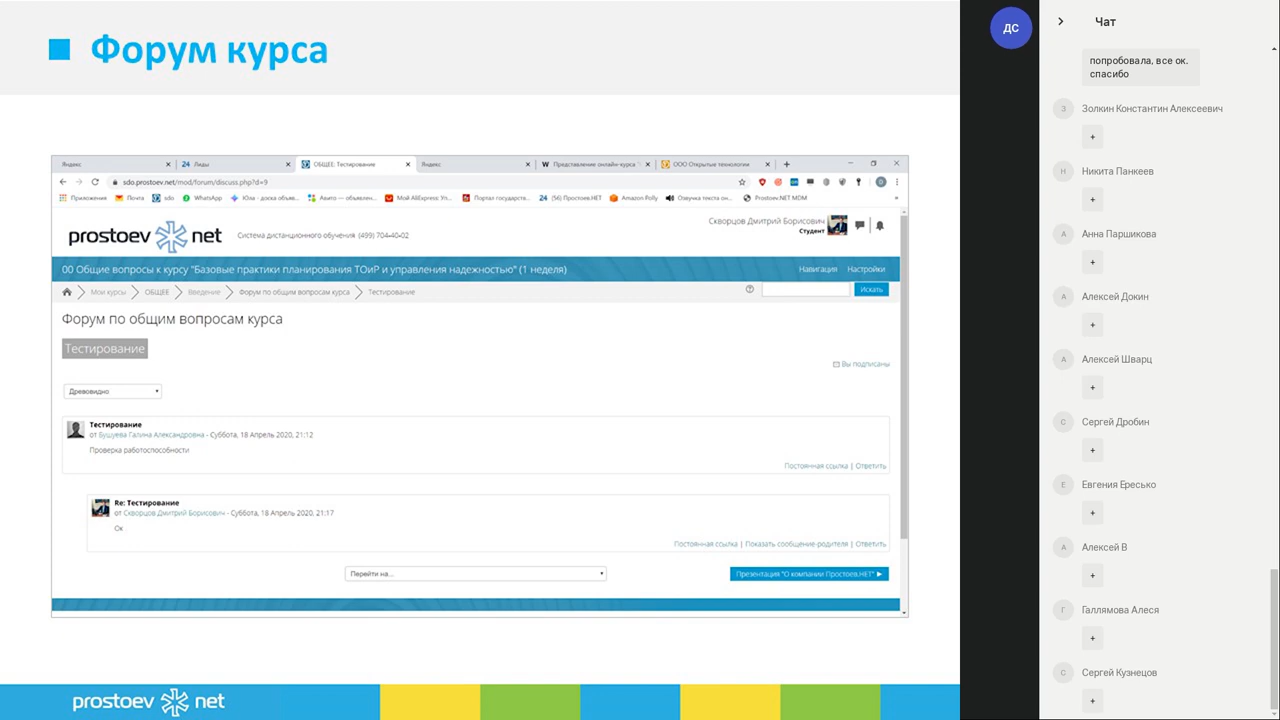 Форум курса
Яндекс
24 Лиды
ОБЩЕЕ: Тестирование
Яндекс
W Представление онлайн-курса "
ООО Открытые технологии
sdo.prostoev.net/mod/forum/discuss.php?d=9
Приложения
Почта
sdo
WhatsApp
Юла - доска объяв...
Авито — объявлен...
Мой AliExpress: Уп...
Портал государств...
24 (56) Простоев.НЕТ
Amazon Polly
Озвучка текста он...
Prostoev.NET MDM
prostoev net
Система дистанционного обучения (499) 704-40-02
Скворцов Дмитрий Борисович
Студент
00 Общие вопросы к курсу "Базовые практики планирования ТОиР и управления надежностью" (1 неделя)
Навигация
Настройки
Мои курсы
ОБЩЕЕ
Введение
Форум по общим вопросам курса
Тестирование
Искать
Форум по общим вопросам курса
Тестирование
Вы подписаны
Древовидно
Тестирование
от Бушуева Галина Александровна - Суббота, 18 Апрель 2020, 21:12
Проверка работоспособности
Постоянная ссылка | Ответить
Re: Тестирование
от Скворцов Дмитрий Борисович - Суббота, 18 Апрель 2020, 21:17
Ок
Постоянная ссылка | Показать сообщение-родителя | Ответить
Перейти на...
Презентация "О компании Простоев.НЕТ" ►
prostoev net
ДС
Чат
попробовала, все ок.
спасибо
З Золкин Константин Алексеевич
+
Н Никита Панкеев
+
А Анна Паршикова
+
А Алексей Докин
+
А Алексей Шварц
+
С Сергей Дробин
+
Е Евгения Ересько
+
А Алексей В
+
Г Галлямова Алеся
+
С Сергей Кузнецов
+